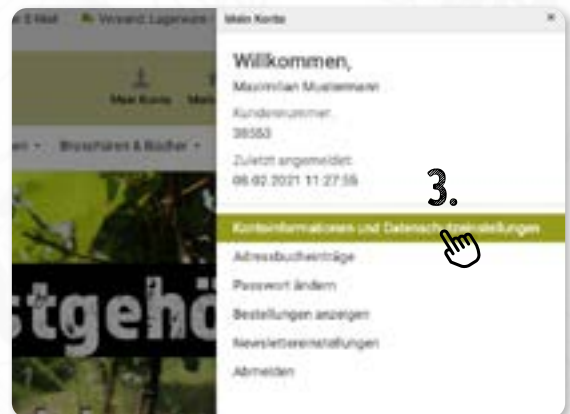 E-Mail Versand Lagerware
Mein Konto ×
Willkommen,
Maximilian Mustermann
Mein Konto
Kundennummer:
38553
Broschüren & Bücher
Zuletzt angemeldet:
08.02.2021 11:27:55
3.
Kontoinformationen und Datenschutzeinstellungen
Adressbucheinträge
Passwort ändern
stgehö
Bestellungen anzeigen
Newslettereinstellungen
Abmelden